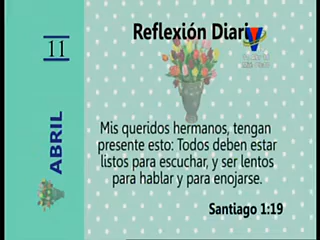 Reflexión Diari
11
ABRIL
Mis queridos hermanos, tengan
presente esto: Todos deben estar
listos para escuchar, y ser lentos
para hablar y para enojarse.
Santiago 1:19